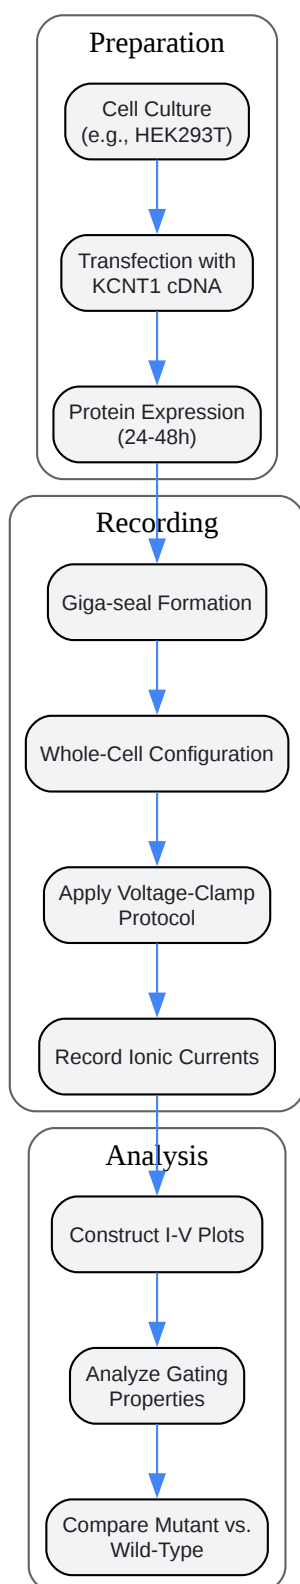 Preparation
Cell Culture
(e.g., HEK293T)
Transfection with
KCNT1 cDNA
Protein Expression
(24-48h)
Recording
Giga-seal Formation
Whole-Cell Configuration
Apply Voltage-Clamp
Protocol
Record Ionic Currents
Analysis
Construct I-V Plots
Analyze Gating
Properties
Compare Mutant vs.
Wild-Type